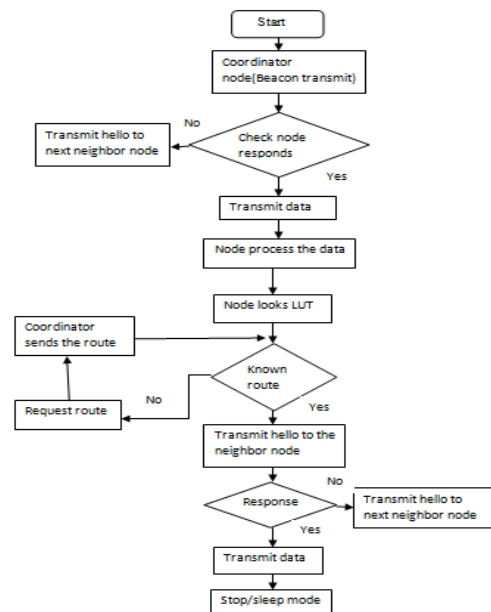 Start
Coordinator
node(Beacon transmit)
No
Transmit hello to
next neighbor node
Check node
responds
Yes
Transmit data
Node process the data
Node looks LUT
Coordinator
sends the route
Known
route
No
Request route
Yes
Transmit hello to the
neighbor node
No
Response
Transmit hello to
next neighbor node
Yes
Transmit data
Stop/sleep mode